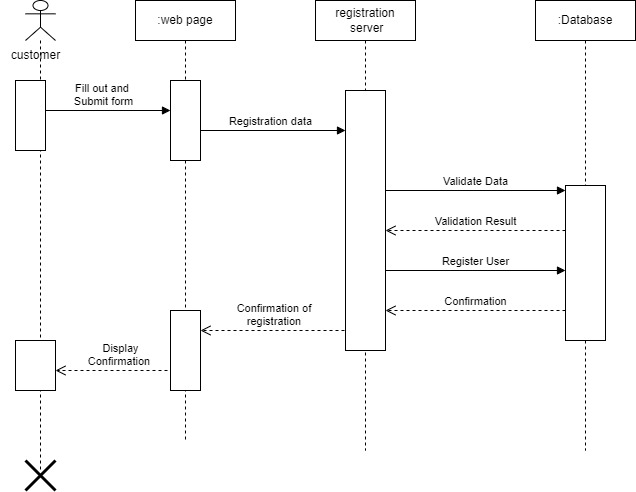 customer
:web page
registration
server
:Database
Fill out and
Submit form
Registration data
Validate Data
Validation Result
Register User
Confirmation
Confirmation of
registration
Display
Confirmation